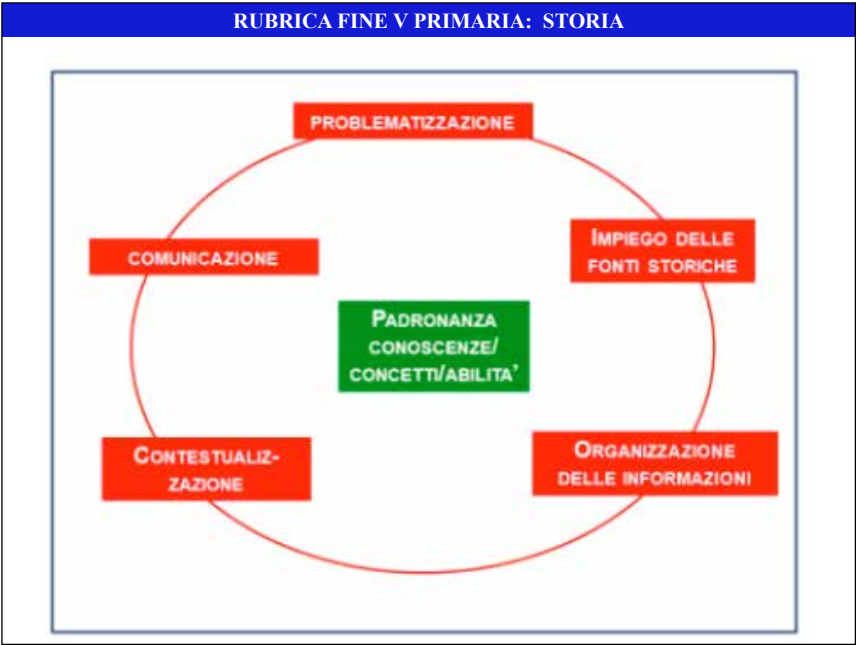 RUBRICA FINE V PRIMARIA: STORIA
PROBLEMATIZZAZIONE
IMPIEGO DELLE
FONTI STORICHE
COMUNICAZIONE
PADRONANZA
CONOSCENZE/
CONCETTI/ABILITA'
CONTESTUALIZ-
ZAZIONE
ORGANIZZAZIONE
DELLE INFORMAZIONI